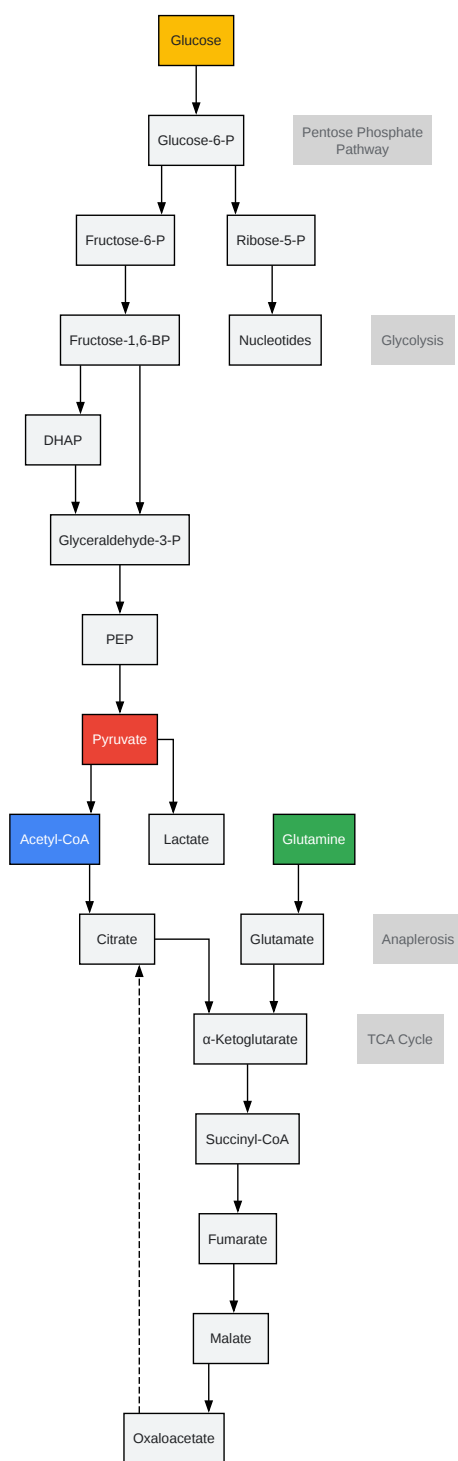 Glucose
Glucose-6-P
Pentose Phosphate
Pathway
Fructose-6-P
Ribose-5-P
Fructose-1,6-BP
Nucleotides
Glycolysis
DHAP
Glyceraldehyde-3-P
PEP
Pyruvate
Acetyl-CoA
Lactate
Glutamine
Citrate
Glutamate
Anaplerosis
α-Ketoglutarate
TCA Cycle
Succinyl-CoA
Fumarate
Malate
Oxaloacetate